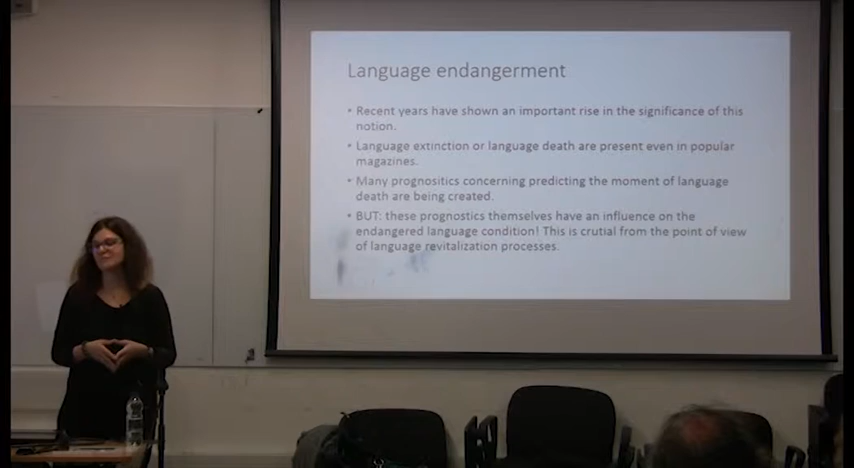 Language endangerment
• Recent years have shown an important rise in the significance of this
notion.
• Language extinction or language death are present even in popular
magazines.
• Many prognositics concerning predicting the moment of language
death are being created.
• BUT: these prognostics themselves have an influence on the
endangered language condition! This is crutial from the point of view
of language revitalization processes.